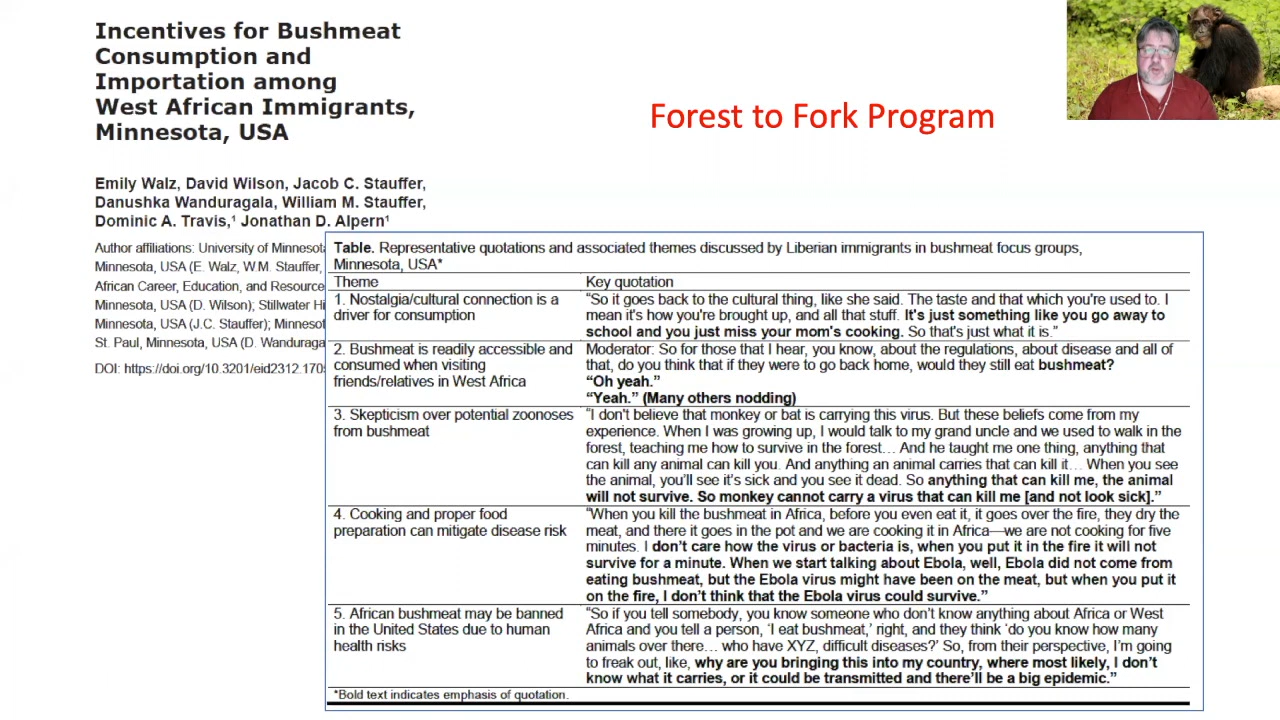 Incentives for Bushmeat
Consumption and
Importation among
West African Immigrants,
Minnesota, USA
Forest to Fork Program
Emily Walz, David Wilson, Jacob C. Stauffer,
Danushka Wanduragala, William M. Stauffer,
Dominic A. Travis,¹ Jonathan D. Alpern¹
Author affiliations: University of Minnesota
Minnesota, USA (E. Walz, W.M. Stauffer,
African Career, Education, and Resource
Minnesota, USA (D. Wilson); Stillwater Hi
Minnesota, USA (J.C. Stauffer); Minnesot
St. Paul, Minnesota, USA (D. Wanduraga
DOI: https://doi.org/10.3201/eid2312.170
Table. Representative quotations and associated themes discussed by Liberian immigrants in bushmeat focus groups,
Minnesota, USA*
Theme
Key quotation
1. Nostalgia/cultural connection is a
driver for consumption
“So it goes back to the cultural thing, like she said. The taste and that which you're used to. I
mean it's how you're brought up, and all that stuff. It's just something like you go away to
school and you just miss your mom's cooking. So that's just what it is.”
2. Bushmeat is readily accessible and
consumed when visiting
friends/relatives in West Africa
Moderator: So for those that I hear, you know, about the regulations, about disease and all of
that, do you think that if they were to go back home, would they still eat bushmeat?
“Oh yeah.”
“Yeah.” (Many others nodding)
3. Skepticism over potential zoonoses
from bushmeat
“I don't believe that monkey or bat is carrying this virus. But these beliefs come from my
experience. When I was growing up, I would talk to my grand uncle and we used to walk in the
forest, teaching me how to survive in the forest… And he taught me one thing, anything that
can kill any animal can kill you. And anything an animal carries that can kill it… When you see
the animal, you'll see it's sick and you see it dead. So anything that can kill me, the animal
will not survive. So monkey cannot carry a virus that can kill me [and not look sick].”
4. Cooking and proper food
preparation can mitigate disease risk
“When you kill the bushmeat in Africa, before you even eat it, it goes over the fire, they dry the
meat, and there it goes in the pot and we are cooking it in Africa—we are not cooking for five
minutes. I don't care how the virus or bacteria is, when you put it in the fire it will not
survive for a minute. When we start talking about Ebola, well, Ebola did not come from
eating bushmeat, but the Ebola virus might have been on the meat, but when you put it
on the fire, I don't think that the Ebola virus could survive.”
5. African bushmeat may be banned
in the United States due to human
health risks
“So if you tell somebody, you know someone who don't know anything about Africa or West
Africa and you tell a person, 'I eat bushmeat,' right, and they think 'do you know how many
animals over there… who have XYZ, difficult diseases?' So, from their perspective, I'm going
to freak out, like, why are you bringing this into my country, where most likely, I don't
know what it carries, or it could be transmitted and there'll be a big epidemic.”
*Bold text indicates emphasis of quotation.